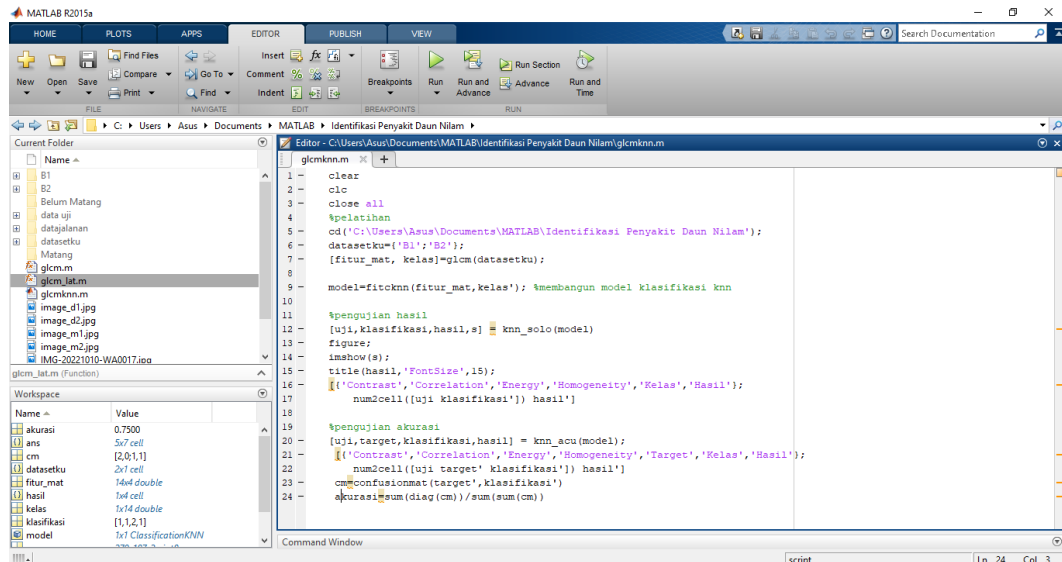 MATLAB R2015a
HOME PLOTS APPS EDITOR PUBLISH VIEW
Search Documentation
New Open Save Find Files Compare Print
Go To Find
Insert fx Comment % Indent
Breakpoints
Run Run and Advance Run Section Advance Run and Time
FILE NAVIGATE EDIT BREAKPOINTS RUN
C: Users Asus Documents MATLAB Identifikasi Penyakit Daun Nilam
Current Folder
Name
B1
B2
Belum Matang
data uji
datajalanan
datasetku
Matang
glcm.m
glcm_lat.m
glcmknn.m
image_d1.jpg
image_d2.jpg
image_m1.jpg
image_m2.jpg
IMG-20221010-WA0017.jpg
glcm_lat.m (Function)
Workspace
Name Value
akurasi 0.7500
ans 5x7 cell
cm [2,0;1,1]
datasetku 2x1 cell
fitur_mat 14x4 double
hasil 1x4 cell
kelas 1x14 double
klasifikasi [1,1,2,1]
model 1x1 ClassificationKNN
Editor - C:\Users\Asus\Documents\MATLAB\Identifikasi Penyakit Daun Nilam\glcmknn.m
glcmknn.m
1 - clear
2 - clc
3 - close all
4 %pelatihan
5 - cd('C:\Users\Asus\Documents\MATLAB\Identifikasi Penyakit Daun Nilam');
6 - datasetku={'B1';'B2'};
7 - [fitur_mat, kelas]=glcm(datasetku);
8
9 - model=fitcknn(fitur_mat,kelas'); %membangun model klasifikasi knn
10
11 %pengujian hasil
12 - [uji,klasifikasi,hasil,s] = knn_solo(model)
13 - figure;
14 - imshow(s);
15 - title(hasil,'FontSize',15);
16 - [{'Contrast','Correlation','Energy','Homogeneity','Kelas','Hasil'};
17 num2cell([uji klasifikasi']) hasil']
18
19 %pengujian akurasi
20 - [uji,target,klasifikasi,hasil] = knn_acu(model);
21 - [{'Contrast','Correlation','Energy','Homogeneity','Target','Kelas','Hasil'};
22 num2cell([uji target' klasifikasi']) hasil']
23 - cm=confusionmat(target',klasifikasi')
24 - akurasi=sum(diag(cm))/sum(sum(cm))
Command Window
script Ln 24 Col 3